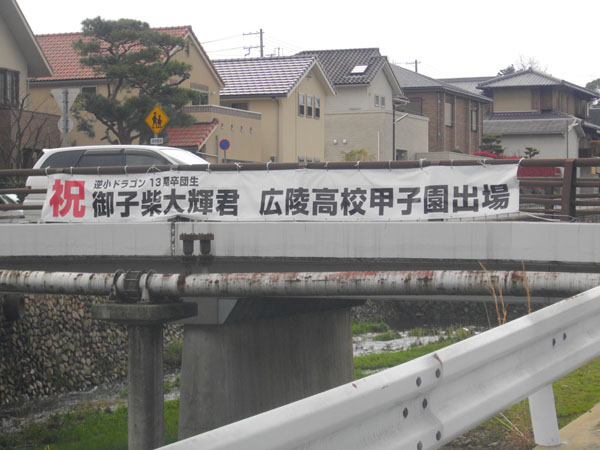 祝
逆小ドラゴン 13期卒団生
御子柴大輝君 広陵高校甲子園出場